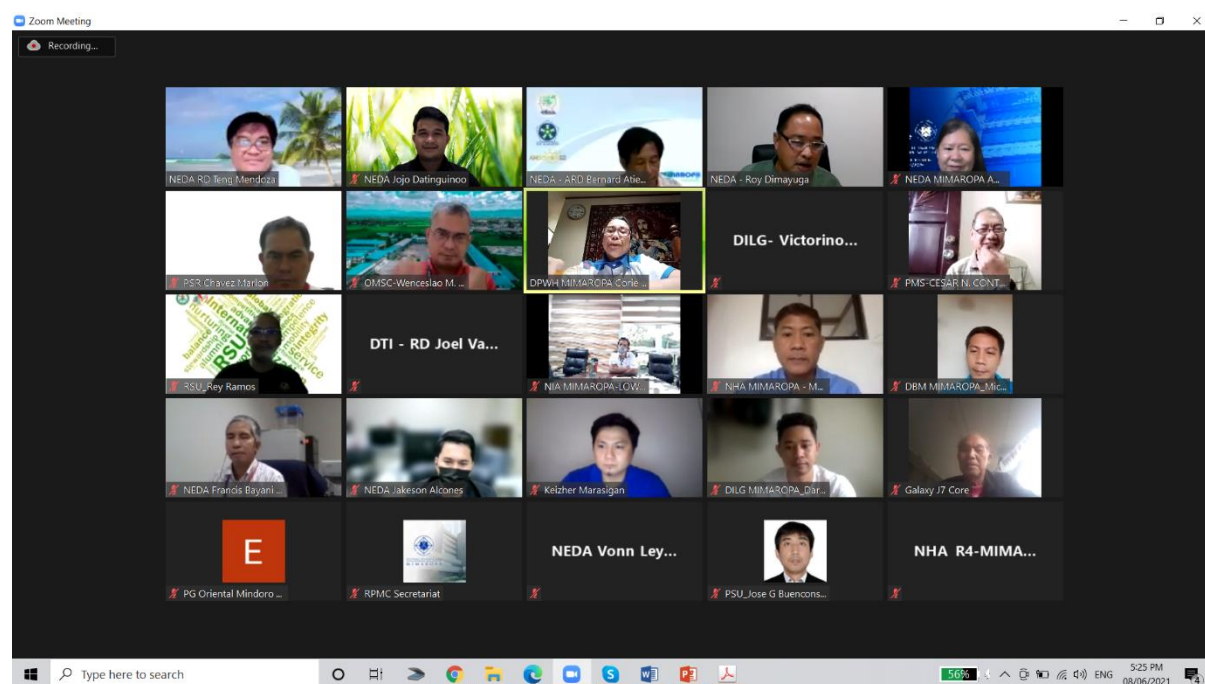 Zoom Meeting
Recording...
NEDA RD Teng Mendoza
NEDA Jojo Datinguinoo
NEDA - ARD Bernard Atie...
NEDA - Roy Dimayuga
NEDA MIMAROPA A...
PSR Chavez Marlon
OMSC-Wenceslao M. ...
DPWH MIMAROPA Corie
DILG- Victorino...
PMS-CESAR N. CONT...
RSU_Rey Ramos
DTI - RD Joel Va...
NIA MIMAROPA-LOW...
NHA MIMAROPA - M...
DBM MIMAROPA_Mic...
NEDA Francis Bayani ...
NEDA Jakeson Alcones
Keizher Marasigan
DILG MIMAROPA_Dar...
Galaxy J7 Core
E
PG Oriental Mindoro ...
RPMC Secretariat
NEDA Vonn Ley...
PSU_Jose G Buencons...
NHA R4-MIMA...
Type here to search
56%
ENG
5:25 PM
08/06/2021
4